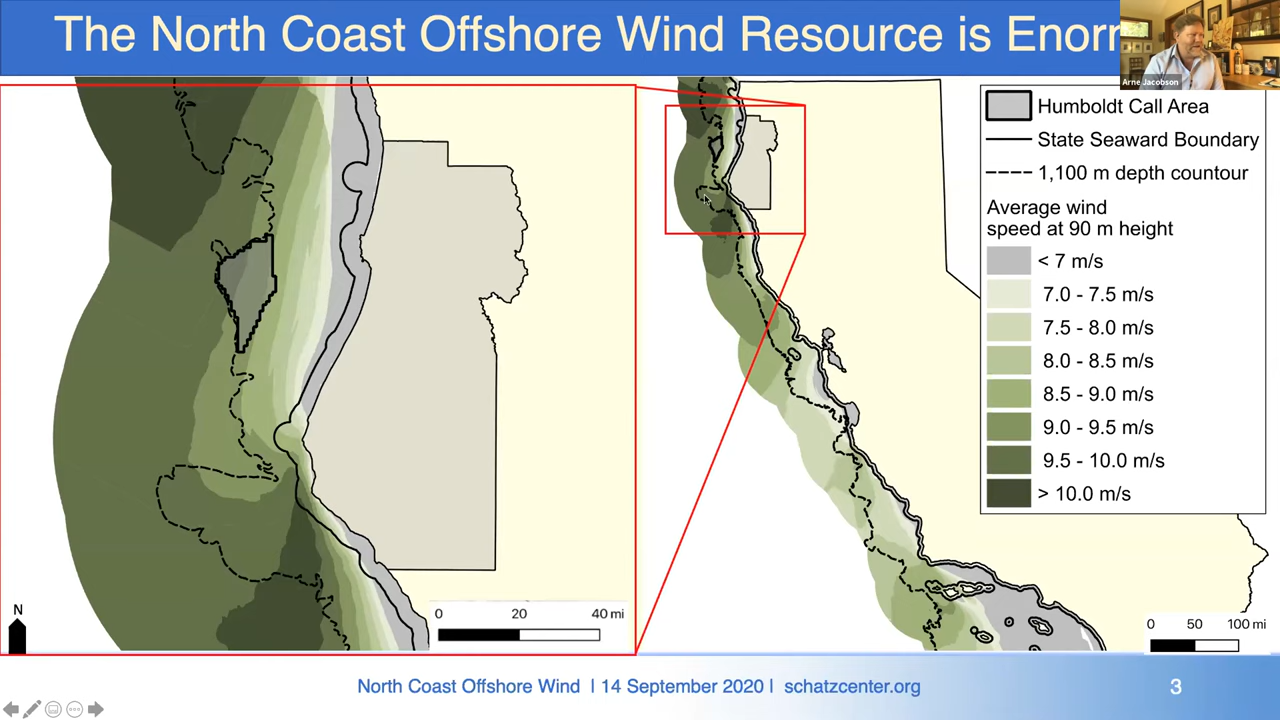 The North Coast Offshore Wind Resource is Enorm
Arne Jacobson
Humboldt Call Area
State Seaward Boundary
1,100 m depth countour
Average wind
speed at 90 m height
< 7 m/s
7.0 - 7.5 m/s
7.5 - 8.0 m/s
8.0 - 8.5 m/s
8.5 - 9.0 m/s
9.0 - 9.5 m/s
9.5 - 10.0 m/s
> 10.0 m/s
N
0 20 40 mi
0 50 100 mi
North Coast Offshore Wind | 14 September 2020 | schatzcenter.org
3